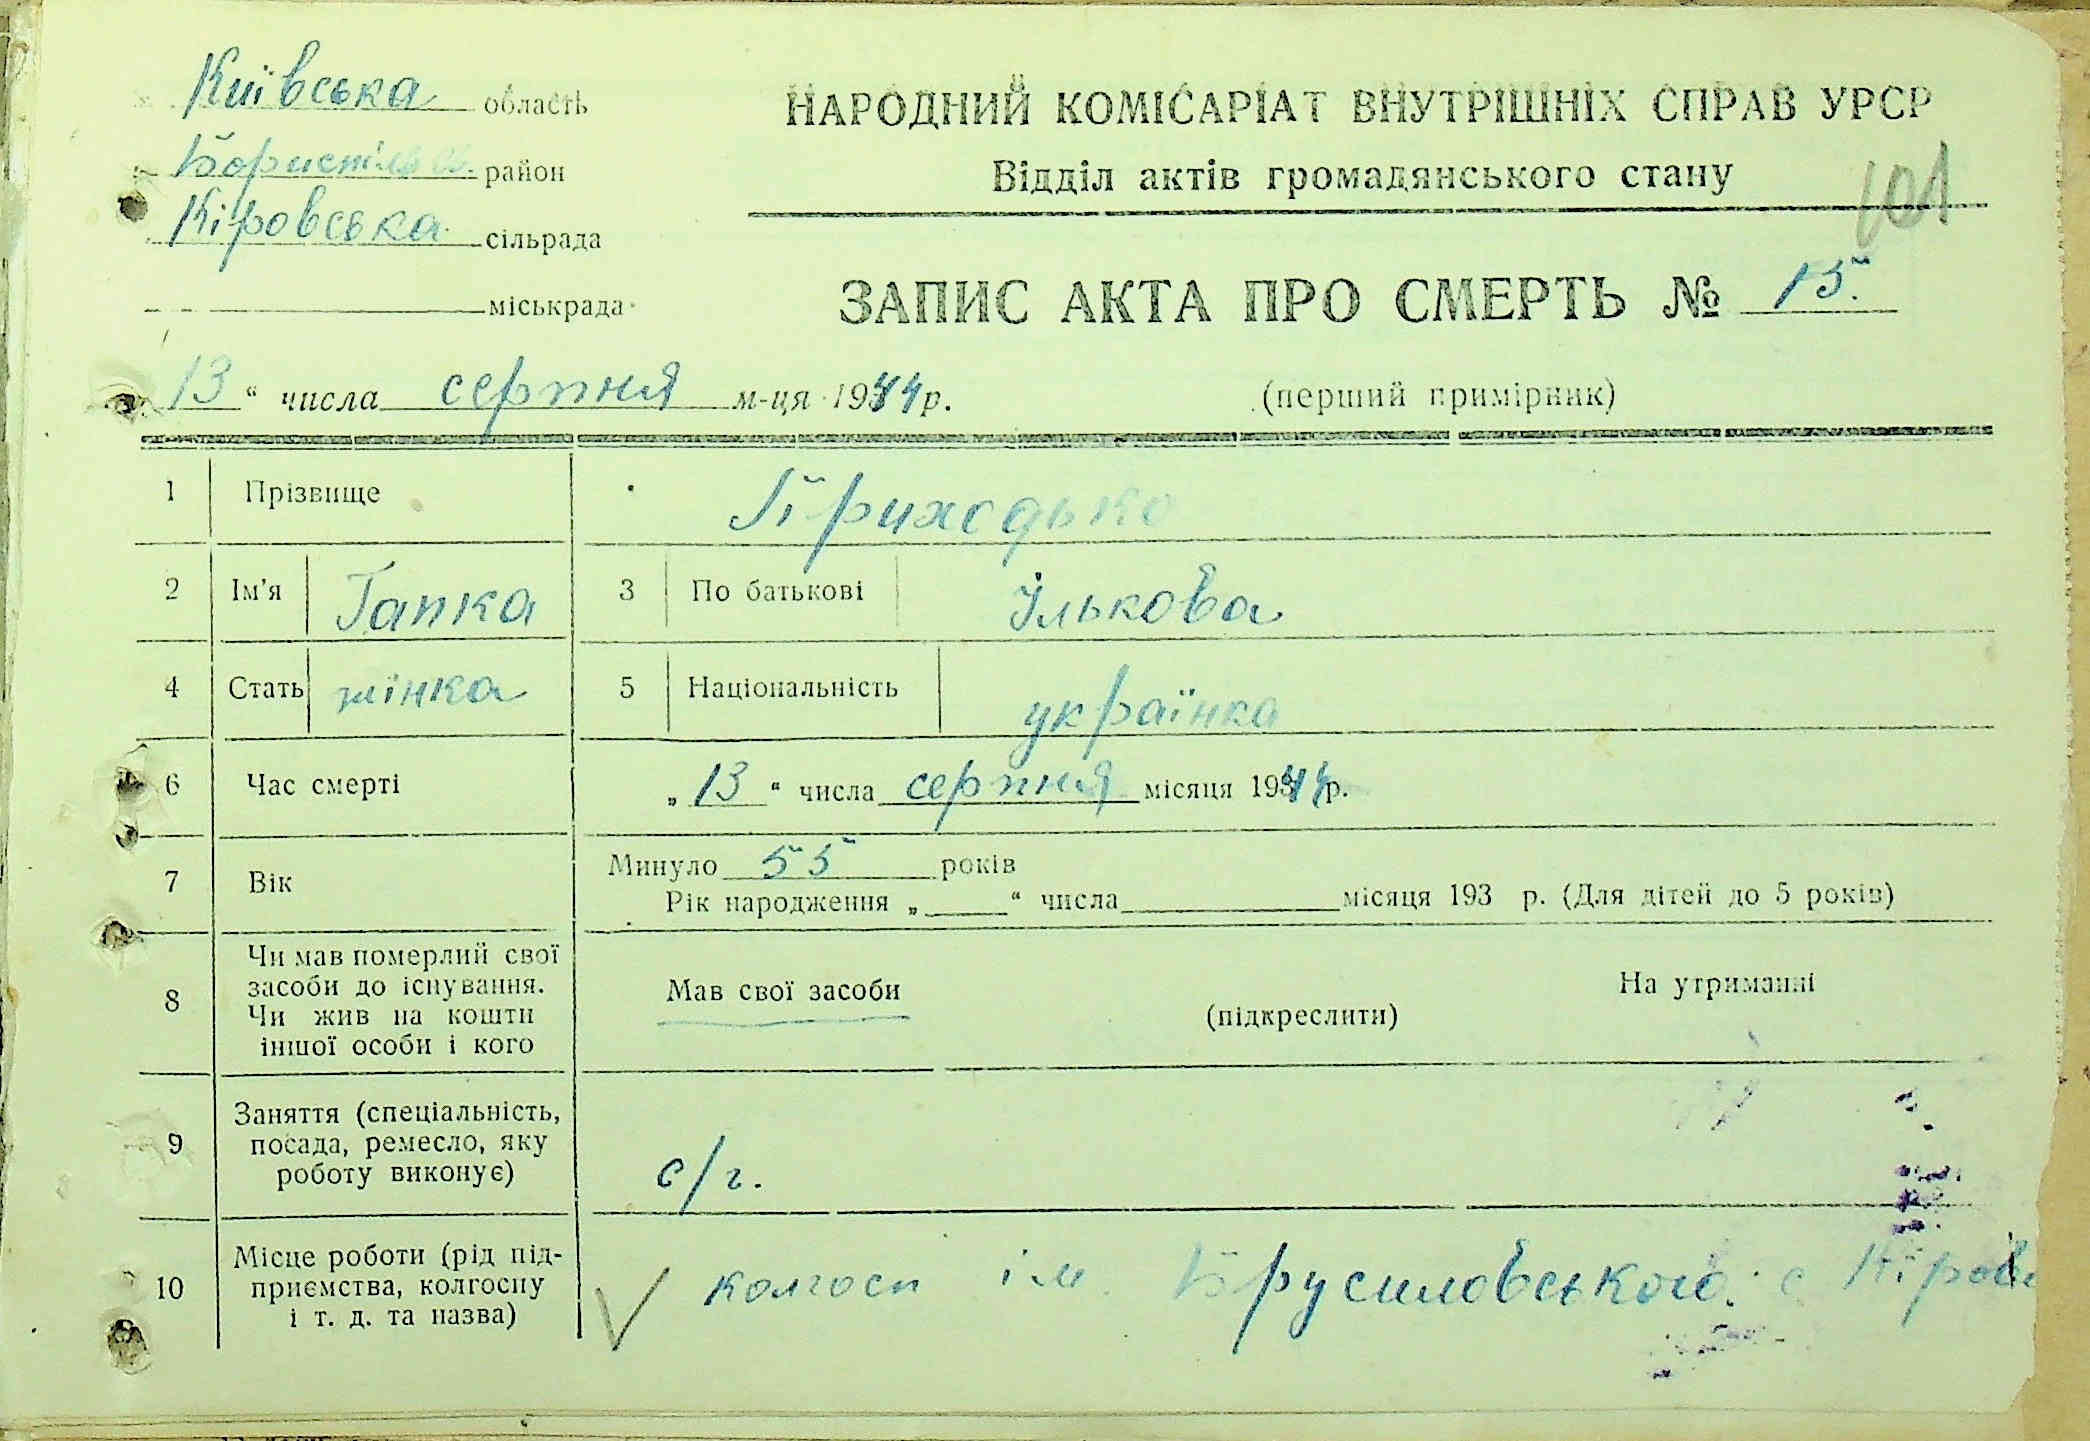 Київська область
район
Кіровська сільрада
міськрада
НАРОДНИЙ КОМІСАРІАТ ВНУТРІШНІХ СПРАВ УРСР
Відділ актів громадянського стану
101
ЗАПИС АКТА ПРО СМЕРТЬ № 15.
13 “ числа серпня м-ця 1944 р.
(перший примірник)
1 Прізвище Приходько
2 Ім’я Гапка 3 По батькові Ількова
4 Стать жінка 5 Національність українка
6 Час смерті „ 13 “ числа серпня місяця 1944 р.
7 Вік Минуло 55 років
Рік народження „ “ числа місяця 193 р. (Для дітей до 5 років)
8 Чи мав померлий свої
засоби до існування.
Чи жив на кошти
іншої особи і кого
Мав свої засоби (підкреслити) На утриманні
9 Заняття (спеціальність,
посада, ремесло, яку
роботу виконує)
с/г.
10 Місце роботи (рід під-
приємства, колгоспу
і т. д. та назва)
колгосп ім. Брусиловського. с